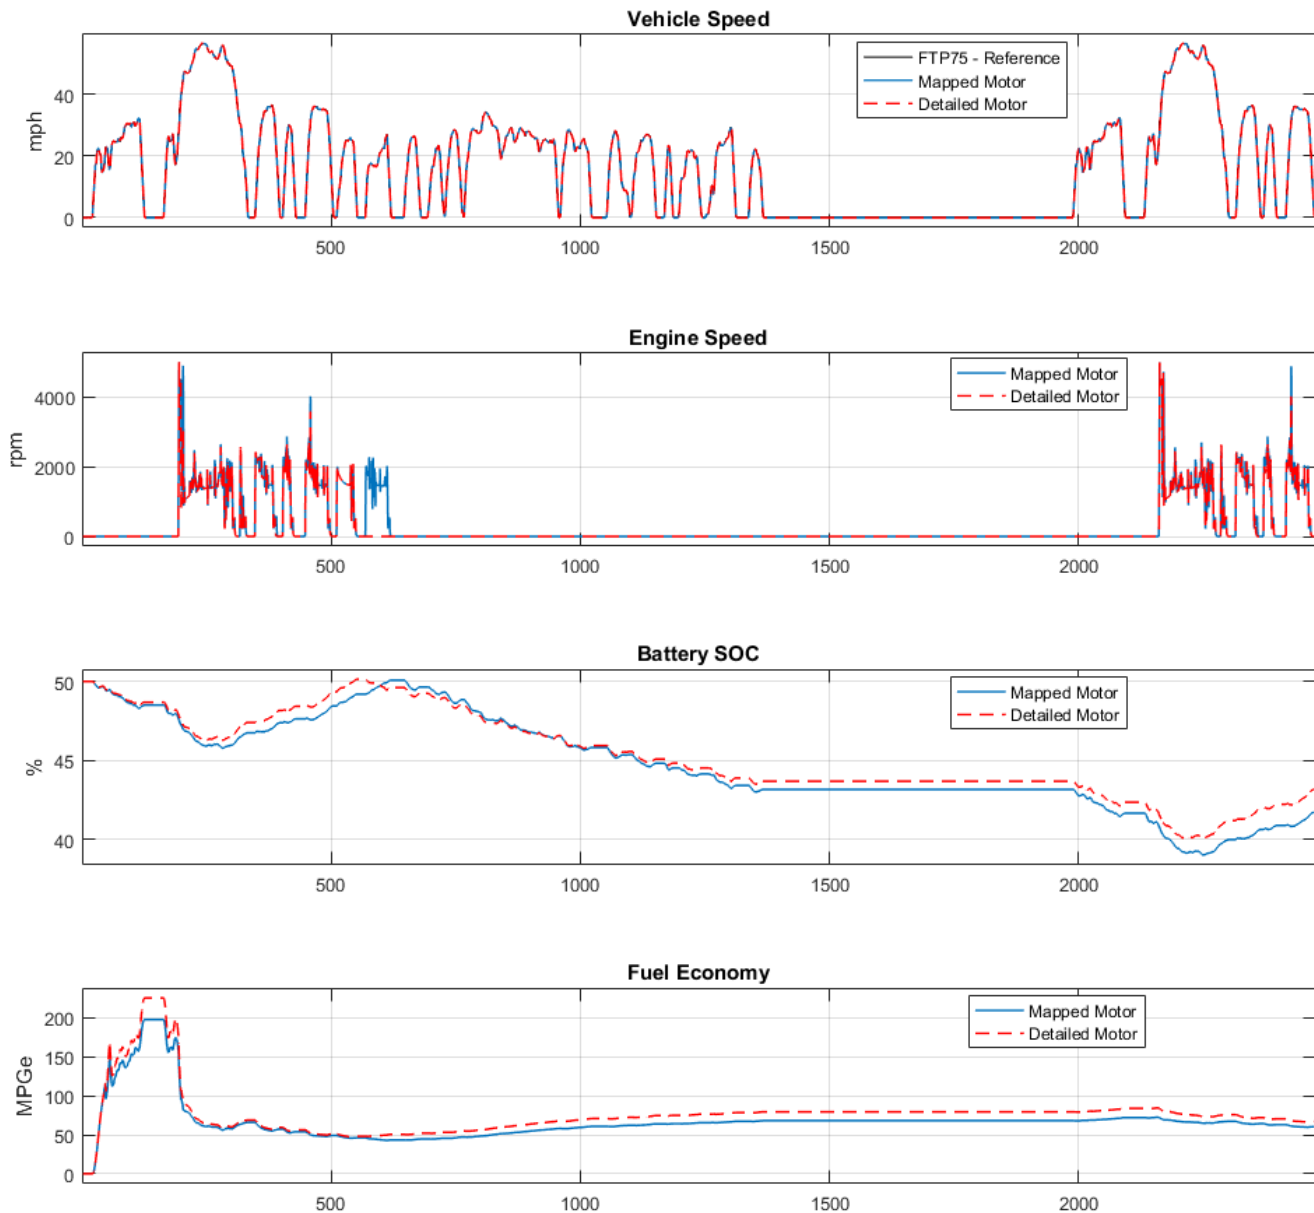 Vehicle Speed
mph
40
20
0
FTP75 - Reference
Mapped Motor
Detailed Motor
500
1000
1500
2000
Engine Speed
rpm
4000
2000
0
Mapped Motor
Detailed Motor
500
1000
1500
2000
Battery SOC
%
50
45
40
Mapped Motor
Detailed Motor
500
1000
1500
2000
Fuel Economy
MPGe
200
150
100
50
0
Mapped Motor
Detailed Motor
500
1000
1500
2000